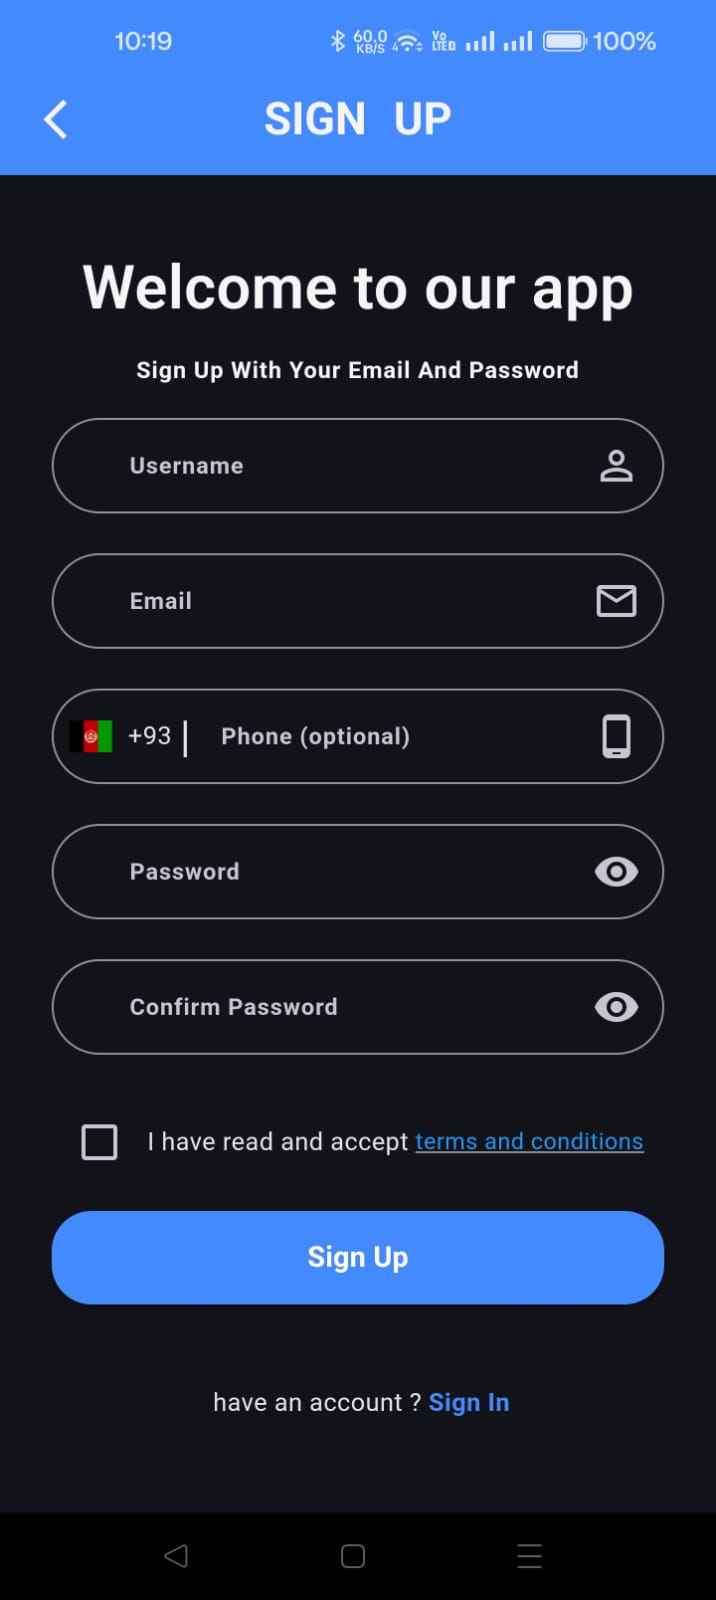 10:19 60.0 KB/S 4 Vo LTE 100%
SIGN UP
Welcome to our app
Sign Up With Your Email And Password
Username
Email
+93 Phone (optional)
Password
Confirm Password
I have read and accept terms and conditions
Sign Up
have an account ? Sign In